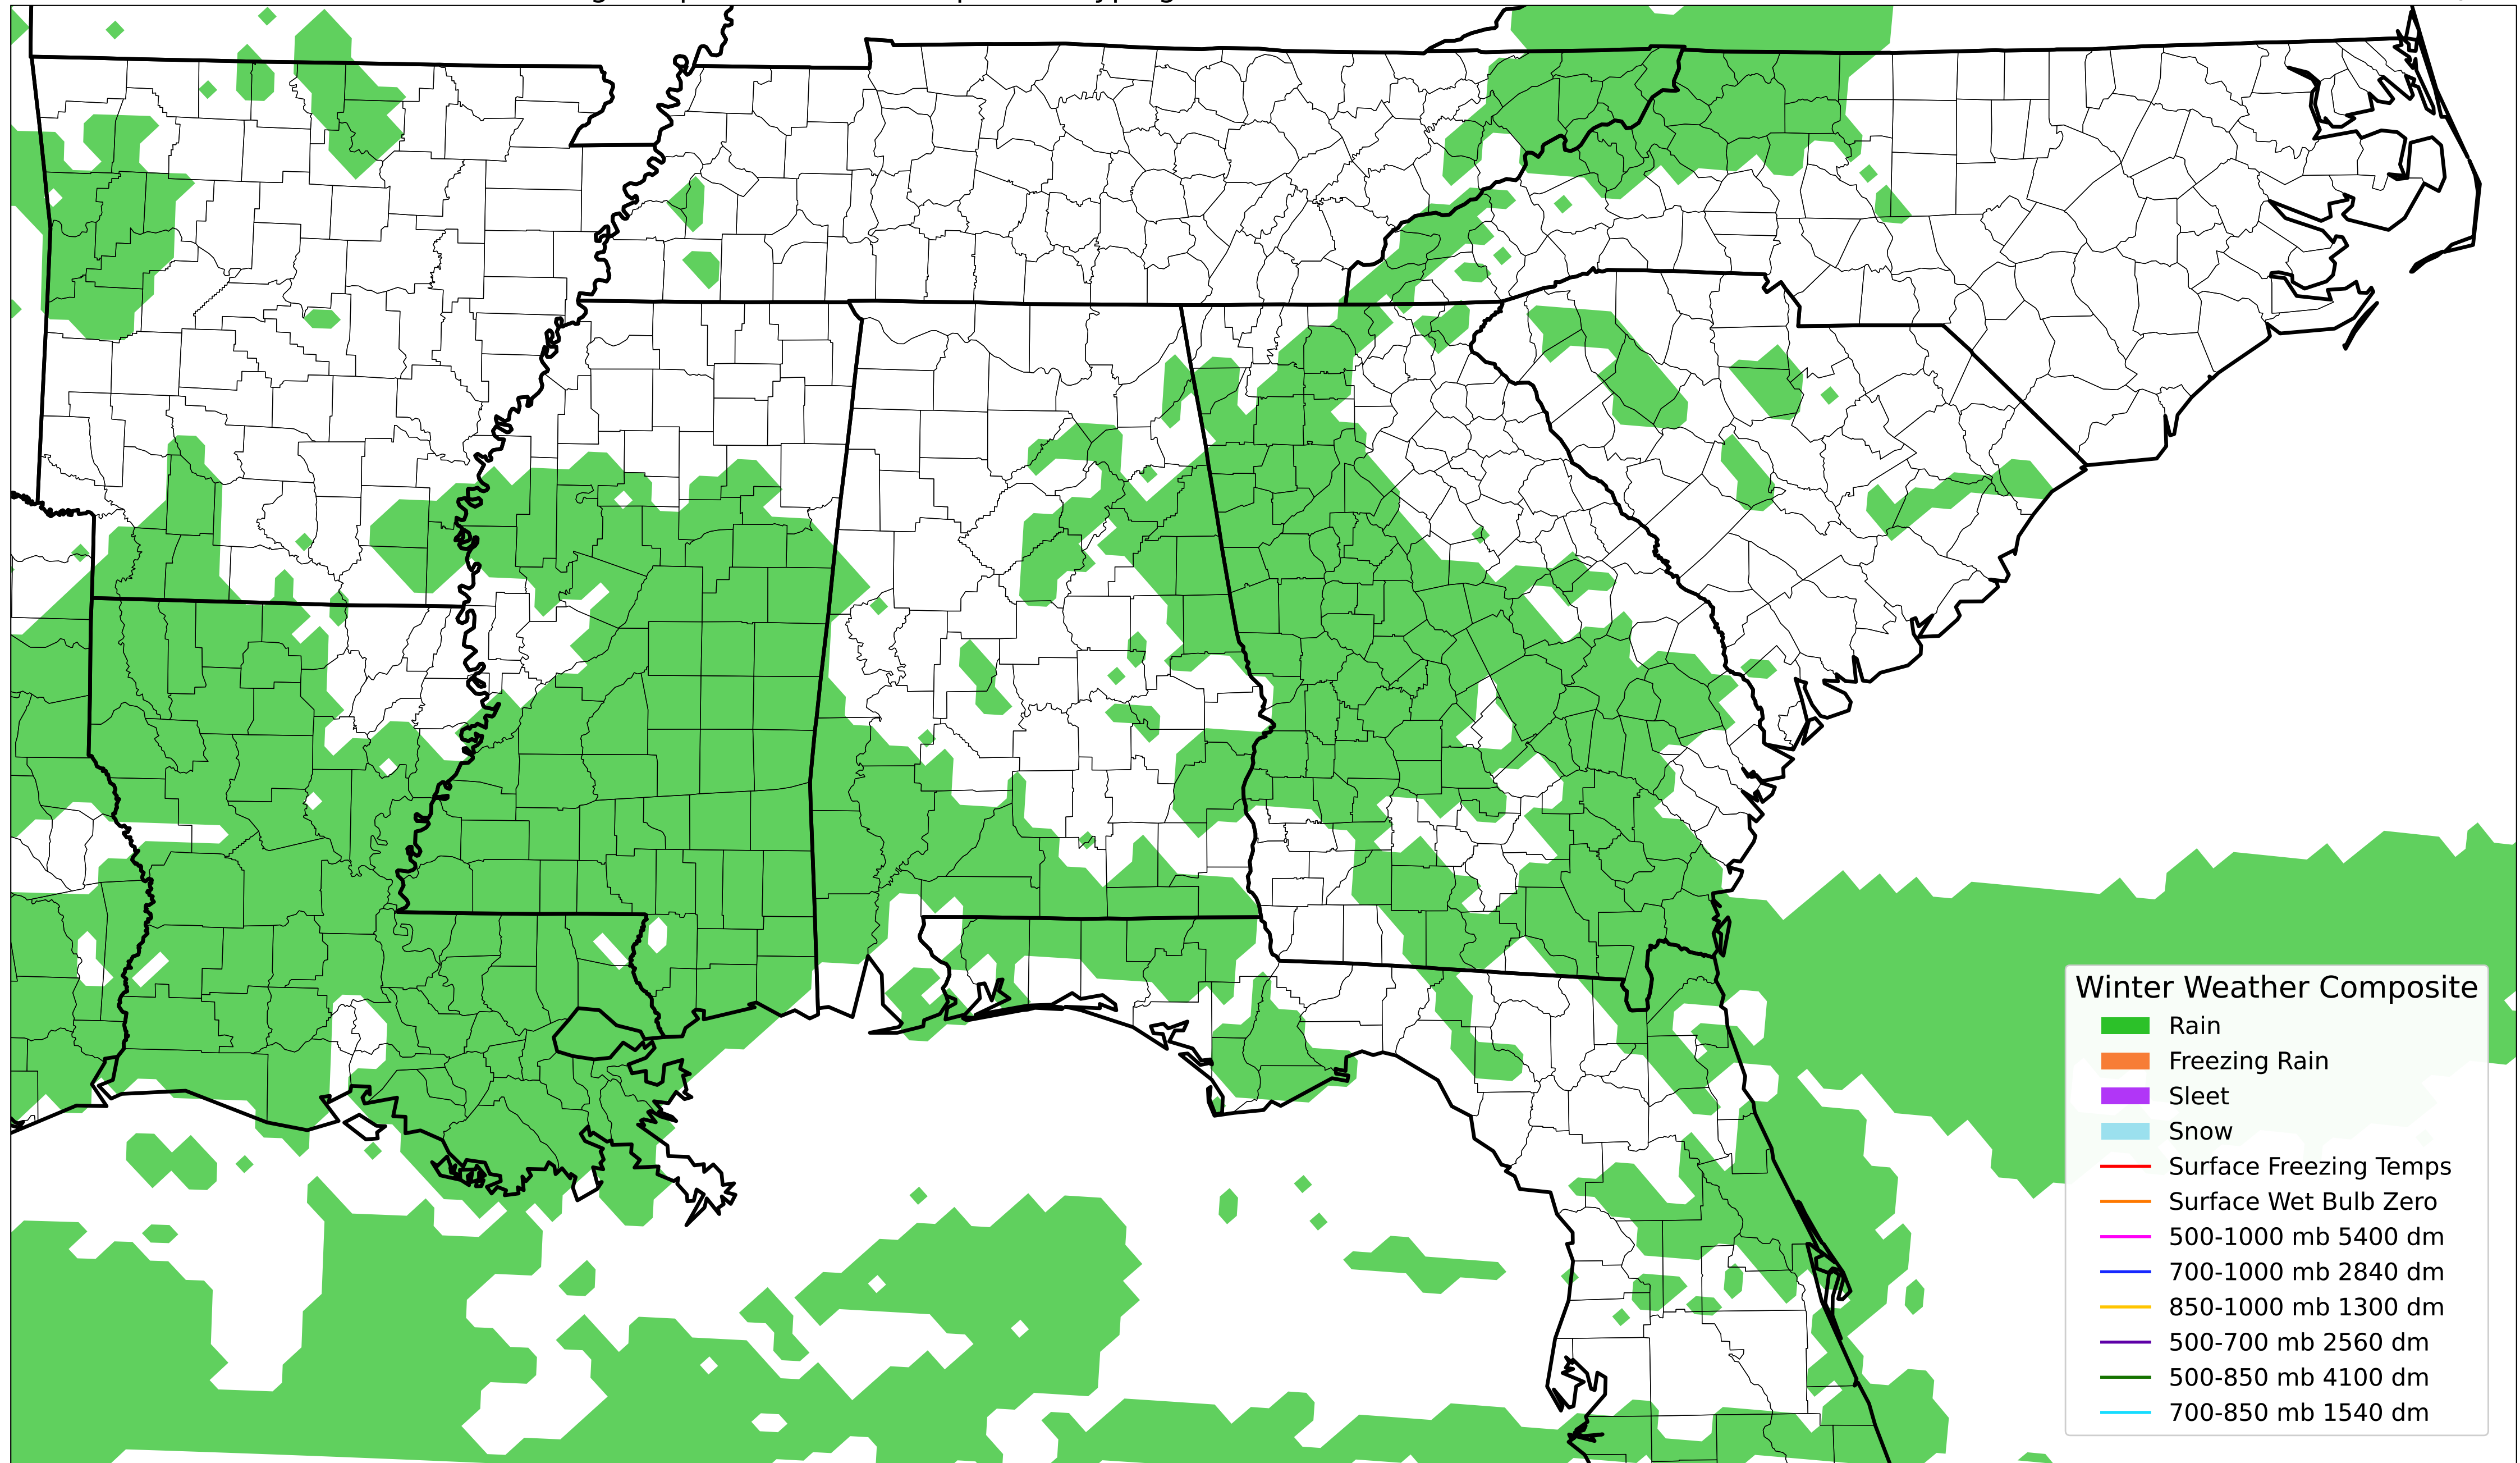 Winter Weather Composite
Rain
Freezing Rain
Sleet
Snow
Surface Freezing Temps
Surface Wet Bulb Zero
500-1000 mb 5400 dm
700-1000 mb 2840 dm
850-1000 mb 1300 dm
500-700 mb 2560 dm
500-850 mb 4100 dm
700-850 mb 1540 dm